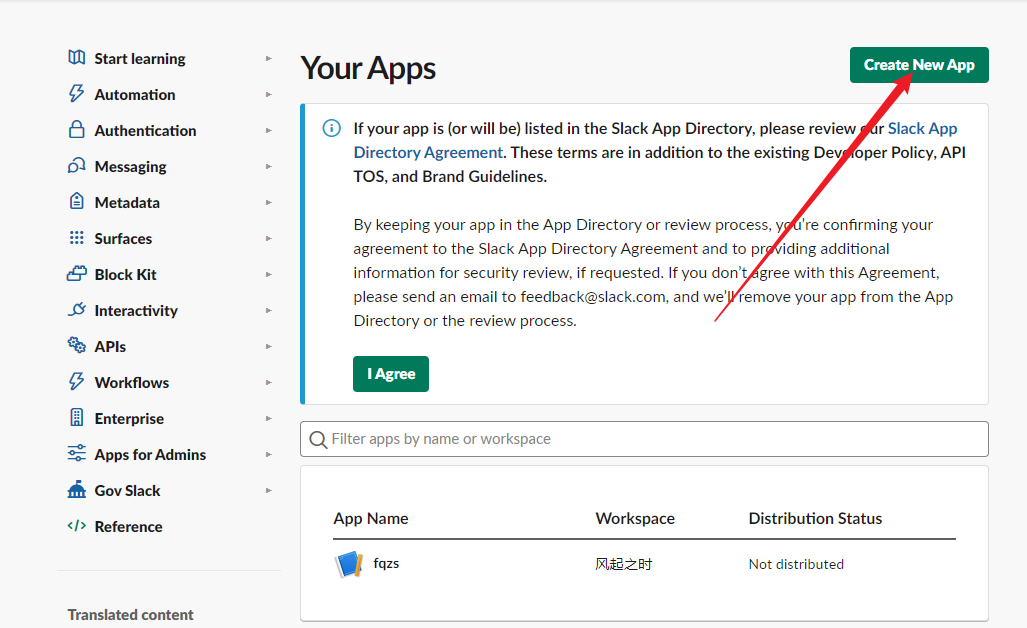 Start learning
Automation
Authentication
Messaging
Metadata
Surfaces
Block Kit
Interactivity
APIs
Workflows
Enterprise
Apps for Admins
Gov Slack
Reference
Translated content
Your Apps
Create New App
If your app is (or will be) listed in the Slack App Directory, please review our Slack App
Directory Agreement. These terms are in addition to the existing Developer Policy, API
TOS, and Brand Guidelines.
By keeping your app in the App Directory or review process, you're confirming your
agreement to the Slack App Directory Agreement and to providing additional
information for security review, if requested. If you don't agree with this Agreement,
please send an email to feedback@slack.com, and we'll remove your app from the App
Directory or the review process.
I Agree
Filter apps by name or workspace
App Name Workspace Distribution Status
fqzs 风起之时 Not distributed